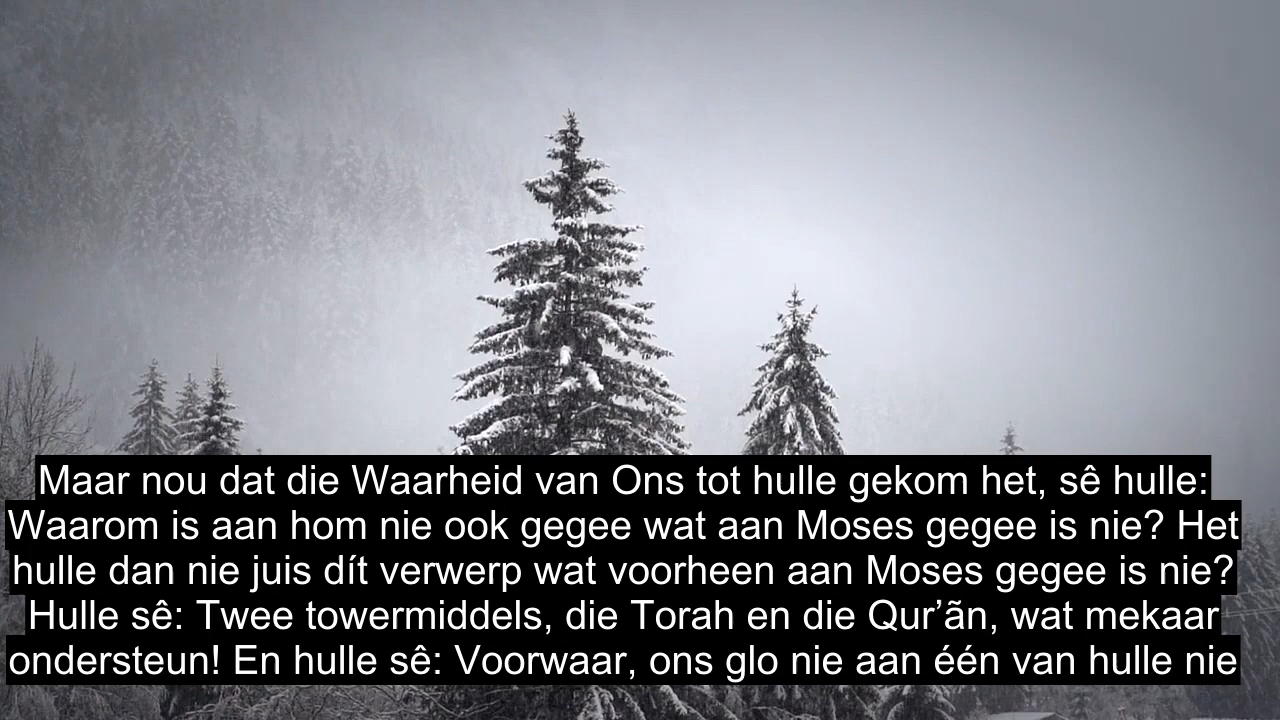 Maar nou dat die Waarheid van Ons tot hulle gekom het, sê hulle:
Waarom is aan hom nie ook gegee wat aan Moses gegee is nie? Het
hulle dan nie juis dít verwerp wat voorheen aan Moses gegee is nie?
Hulle sê: Twee towermiddels, die Torah en die Qur’ãn, wat mekaar
ondersteun! En hulle sê: Voorwaar, ons glo nie aan één van hulle nie